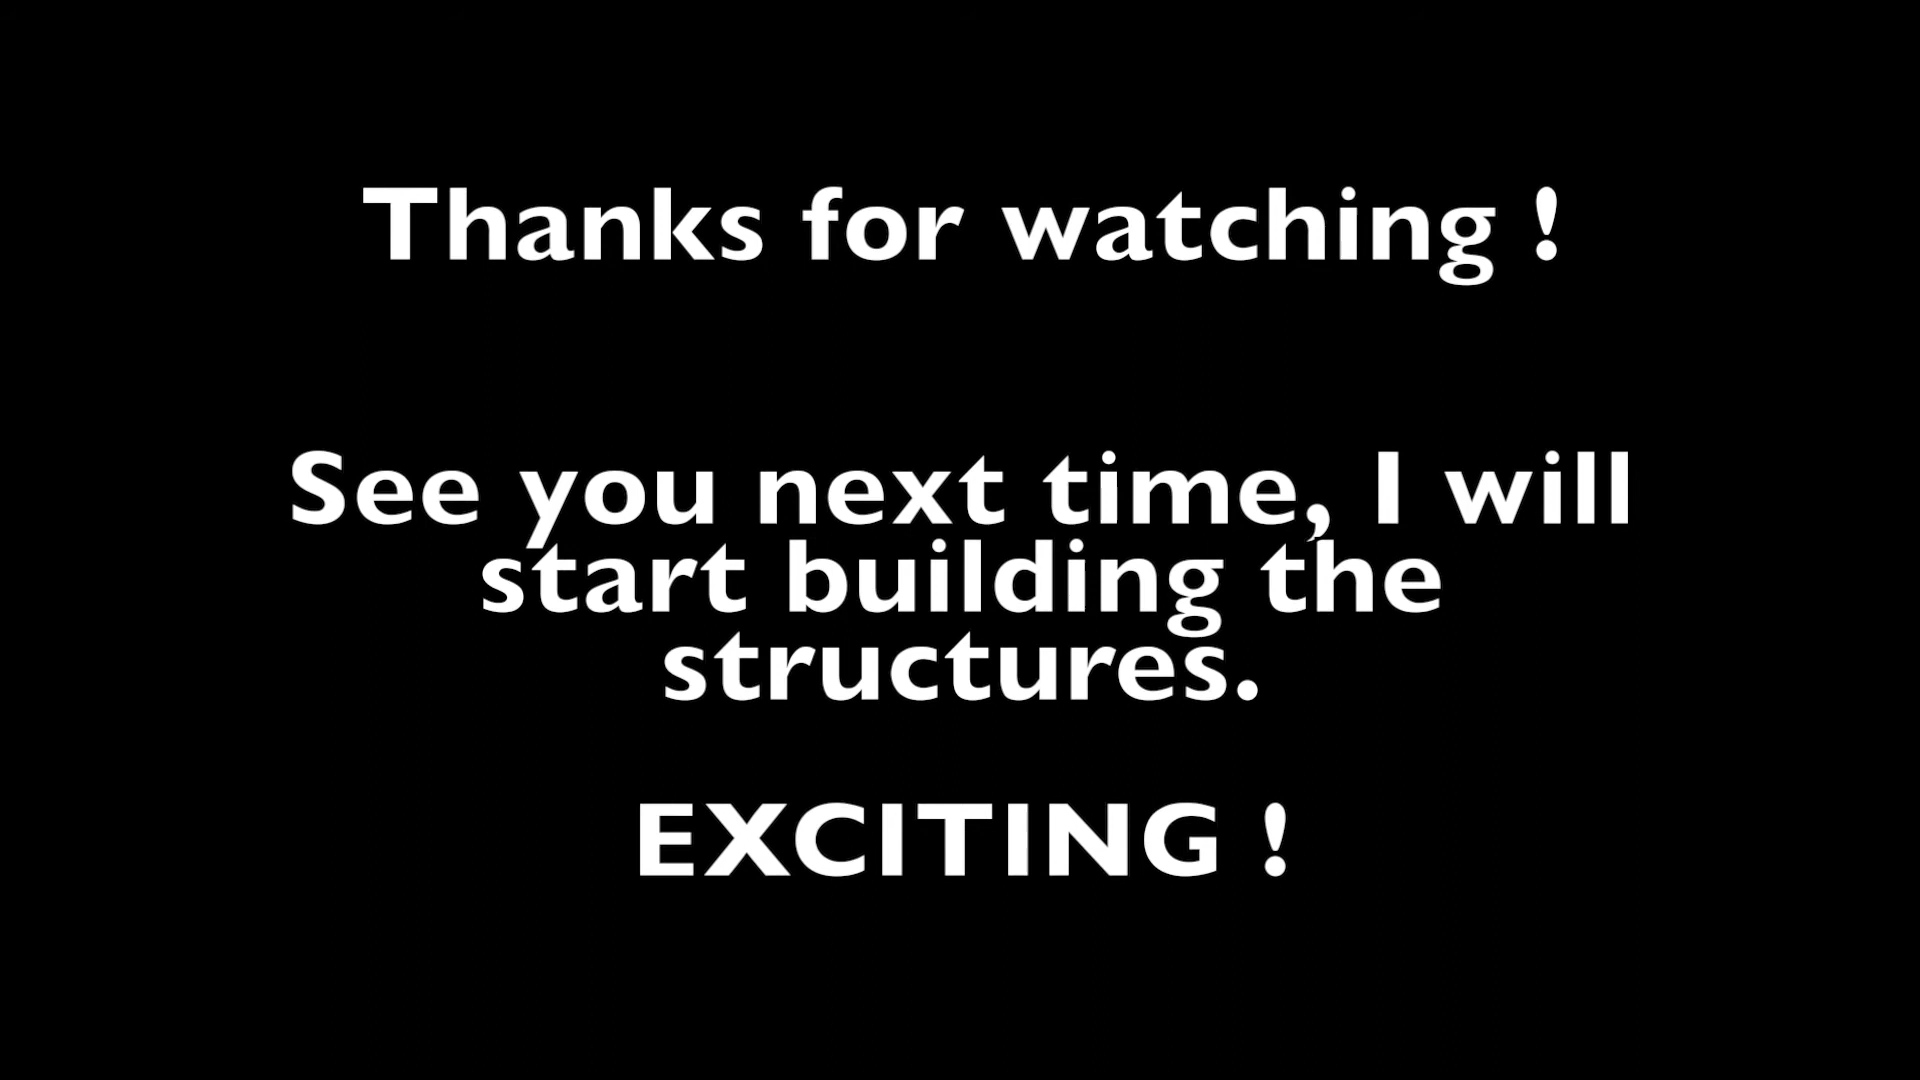 Thanks for watching !
See you next time, I will
start building the
structures.
EXCITING !